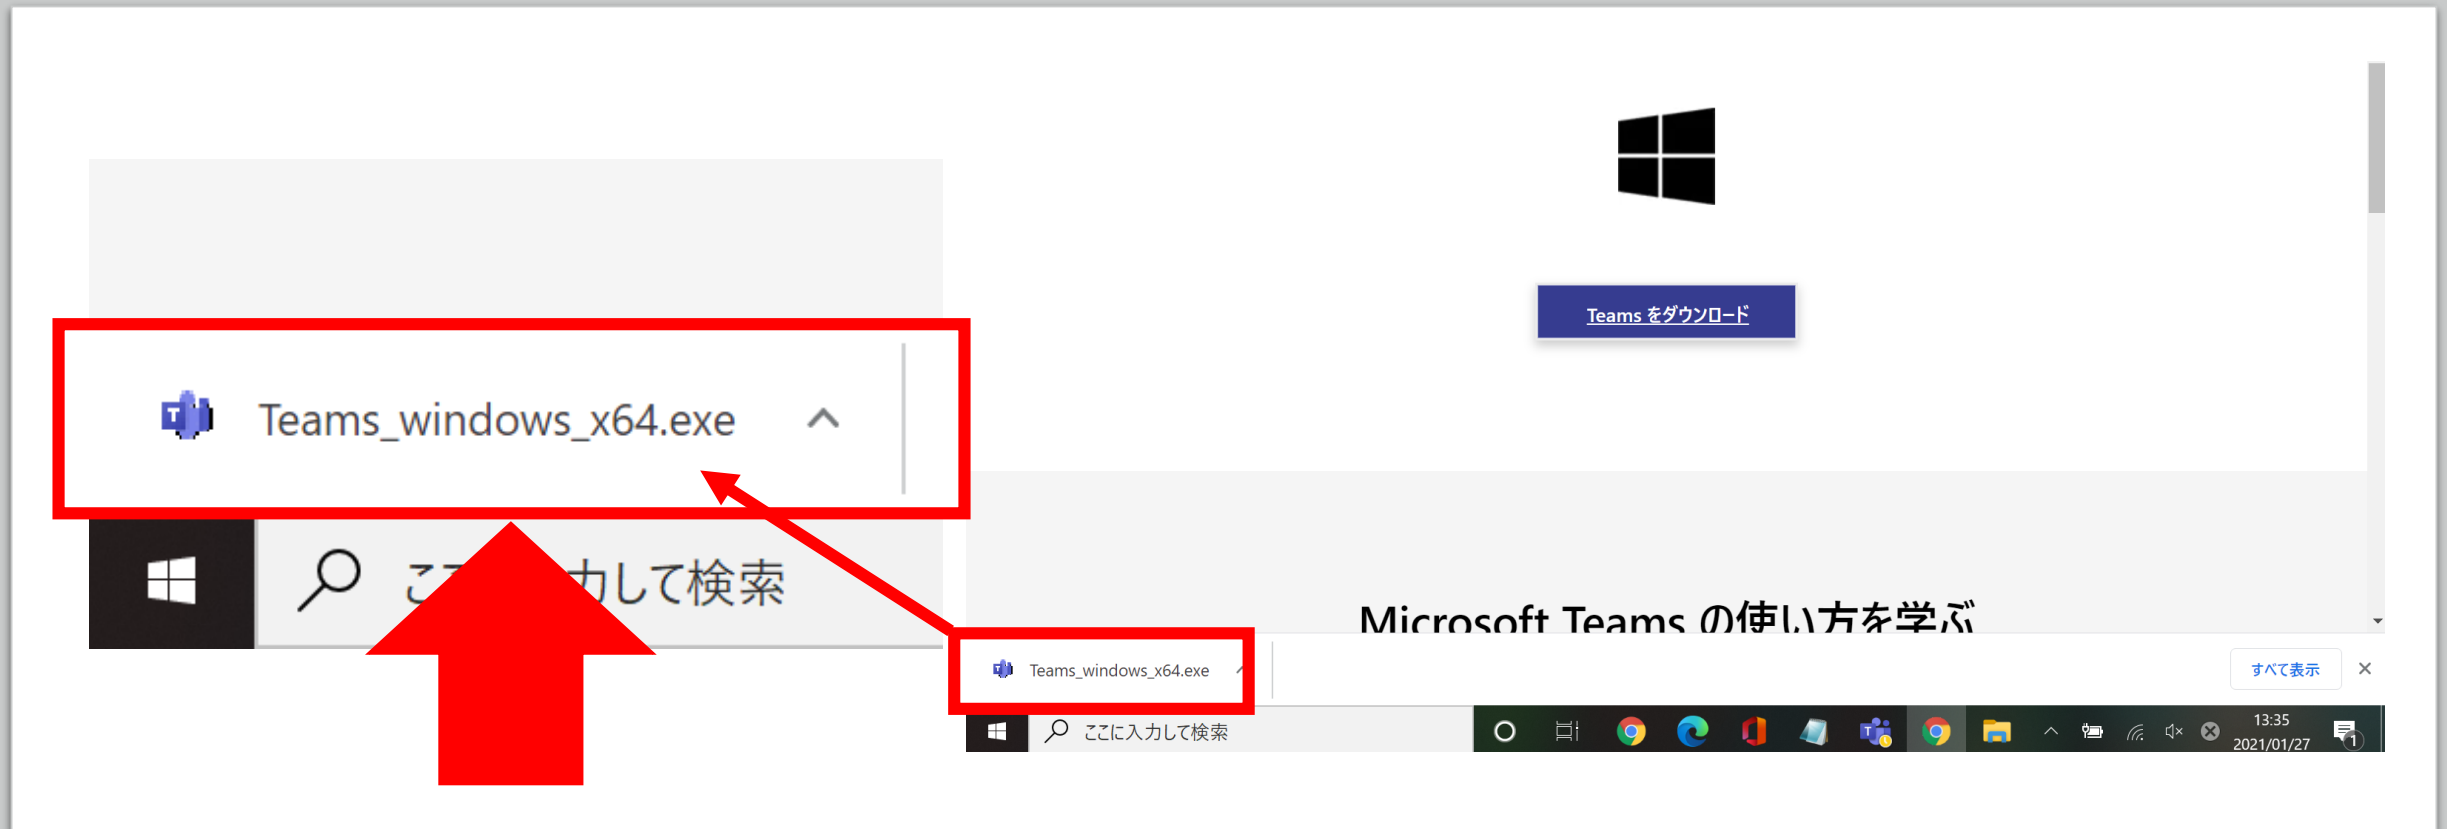 Teams をダウンロード
Teams_windows_x64.exe
力して検索
Microsoft Teams の使い方を学ぶ
Teams_windows_x64.exe
すべて表示
ここに入力して検索
13:35
2021/01/27
1